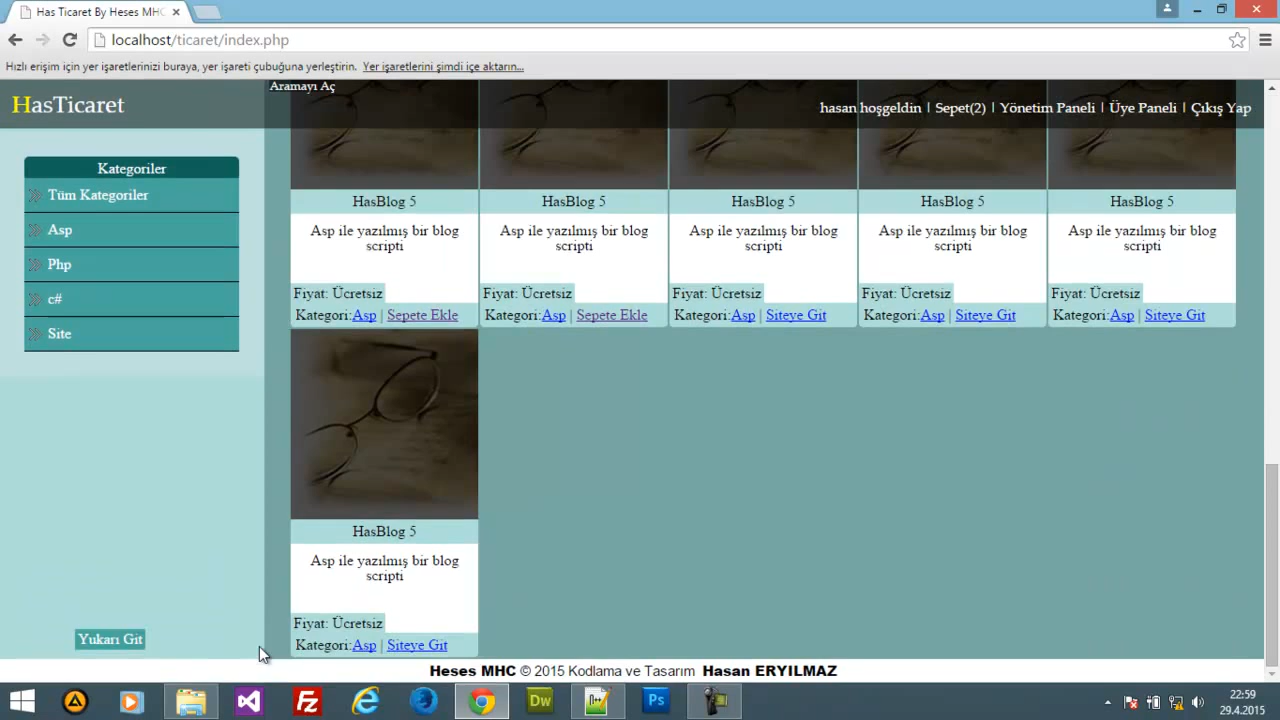 Has Ticaret By Heses MHC
localhost/ticaret/index.php
Hızlı erişim için yer işaretlerinizi buraya, yer işareti çubuğuna yerleştirin. Yer işaretlerini şimdi içe aktarın...
HasTicaret
Aramayı Aç
hasan hoşgeldin | Sepet(2) | Yönetim Paneli | Üye Paneli | Çıkış Yap
Kategoriler
Tüm Kategoriler
Asp
Php
c#
Site
HasBlog 5
Asp ile yazılmış bir blog
scripti
Fiyat: Ücretsiz
Kategori:Asp | Sepete Ekle
HasBlog 5
Asp ile yazılmış bir blog
scripti
Fiyat: Ücretsiz
Kategori:Asp | Sepete Ekle
HasBlog 5
Asp ile yazılmış bir blog
scripti
Fiyat: Ücretsiz
Kategori:Asp | Siteye Git
HasBlog 5
Asp ile yazılmış bir blog
scripti
Fiyat: Ücretsiz
Kategori:Asp | Siteye Git
HasBlog 5
Asp ile yazılmış bir blog
scripti
Fiyat: Ücretsiz
Kategori:Asp | Siteye Git
HasBlog 5
Asp ile yazılmış bir blog
scripti
Fiyat: Ücretsiz
Kategori:Asp | Siteye Git
Yukarı Git
Heses MHC © 2015 Kodlama ve Tasarım Hasan ERYILMAZ
Dw
Ps
22:59
29.4.2015